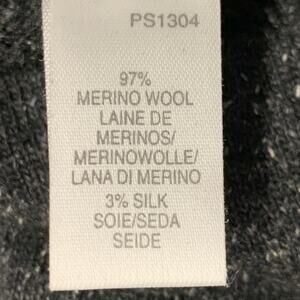 PS1304
97%
MERINO WOOL
LAINE DE
MERINOS/
MERINOWOLLE/
LANA DI MERINO
3% SILK
SOIE/SEDA
SEIDE